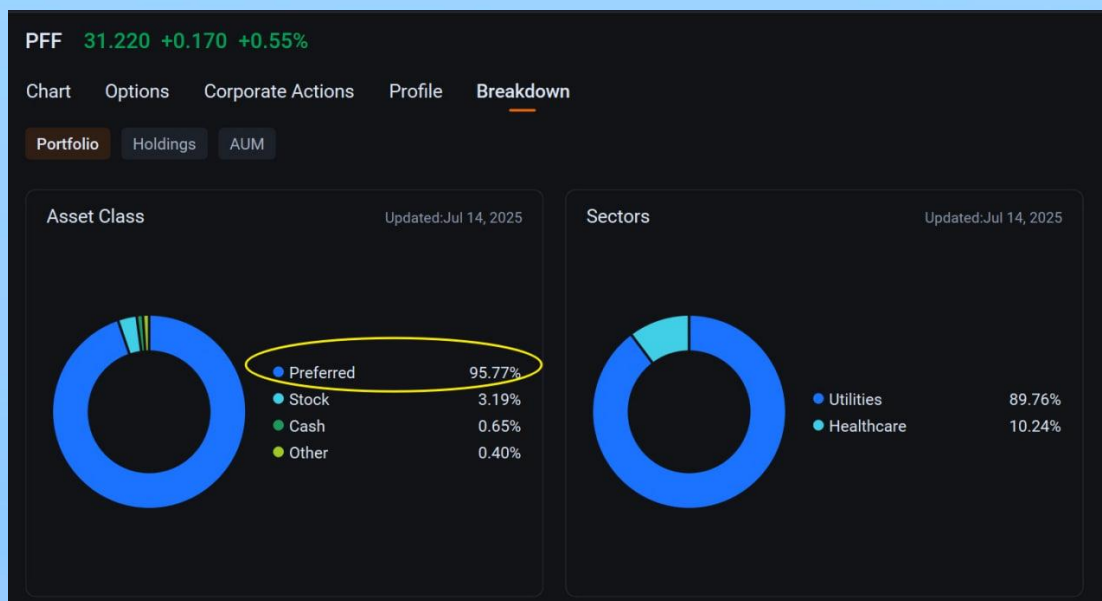 PFF 31.220 +0.170 +0.55%
Chart Options Corporate Actions Profile Breakdown
Portfolio Holdings AUM
Asset Class Updated:Jul 14, 2025
Preferred 95.77%
Stock 3.19%
Cash 0.65%
Other 0.40%
Sectors Updated:Jul 14, 2025
Utilities 89.76%
Healthcare 10.24%